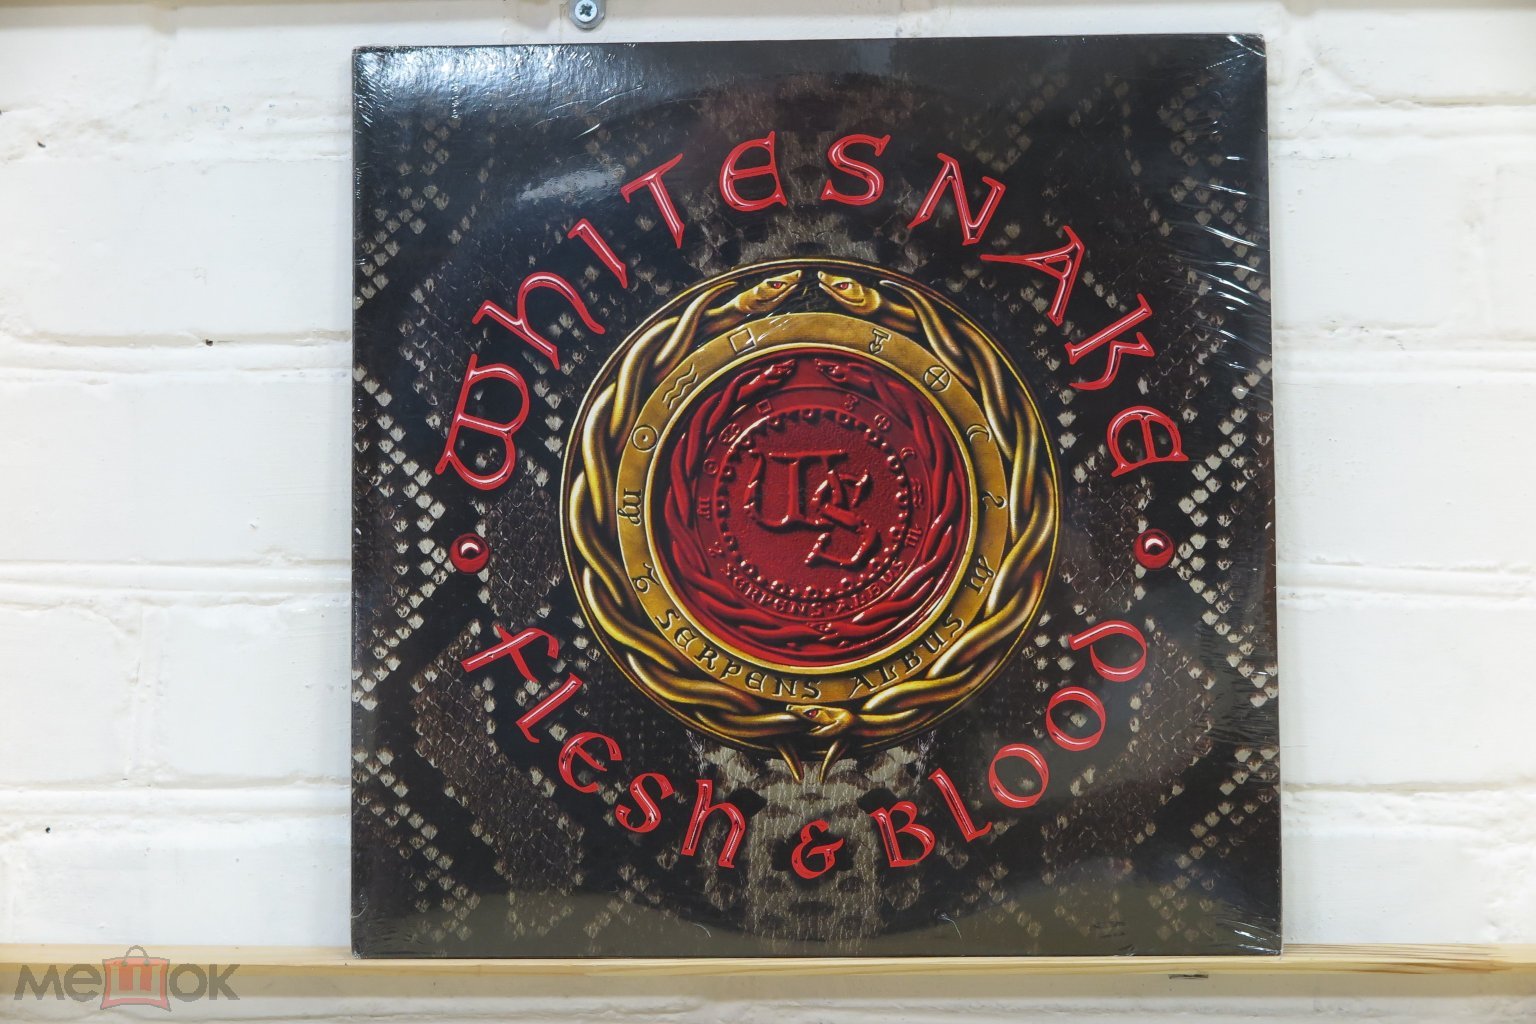 WHITESNAKE
FLESH & BLOOD
SERPENS ALBUS
WS
SERPENS · ALBUS
мешок